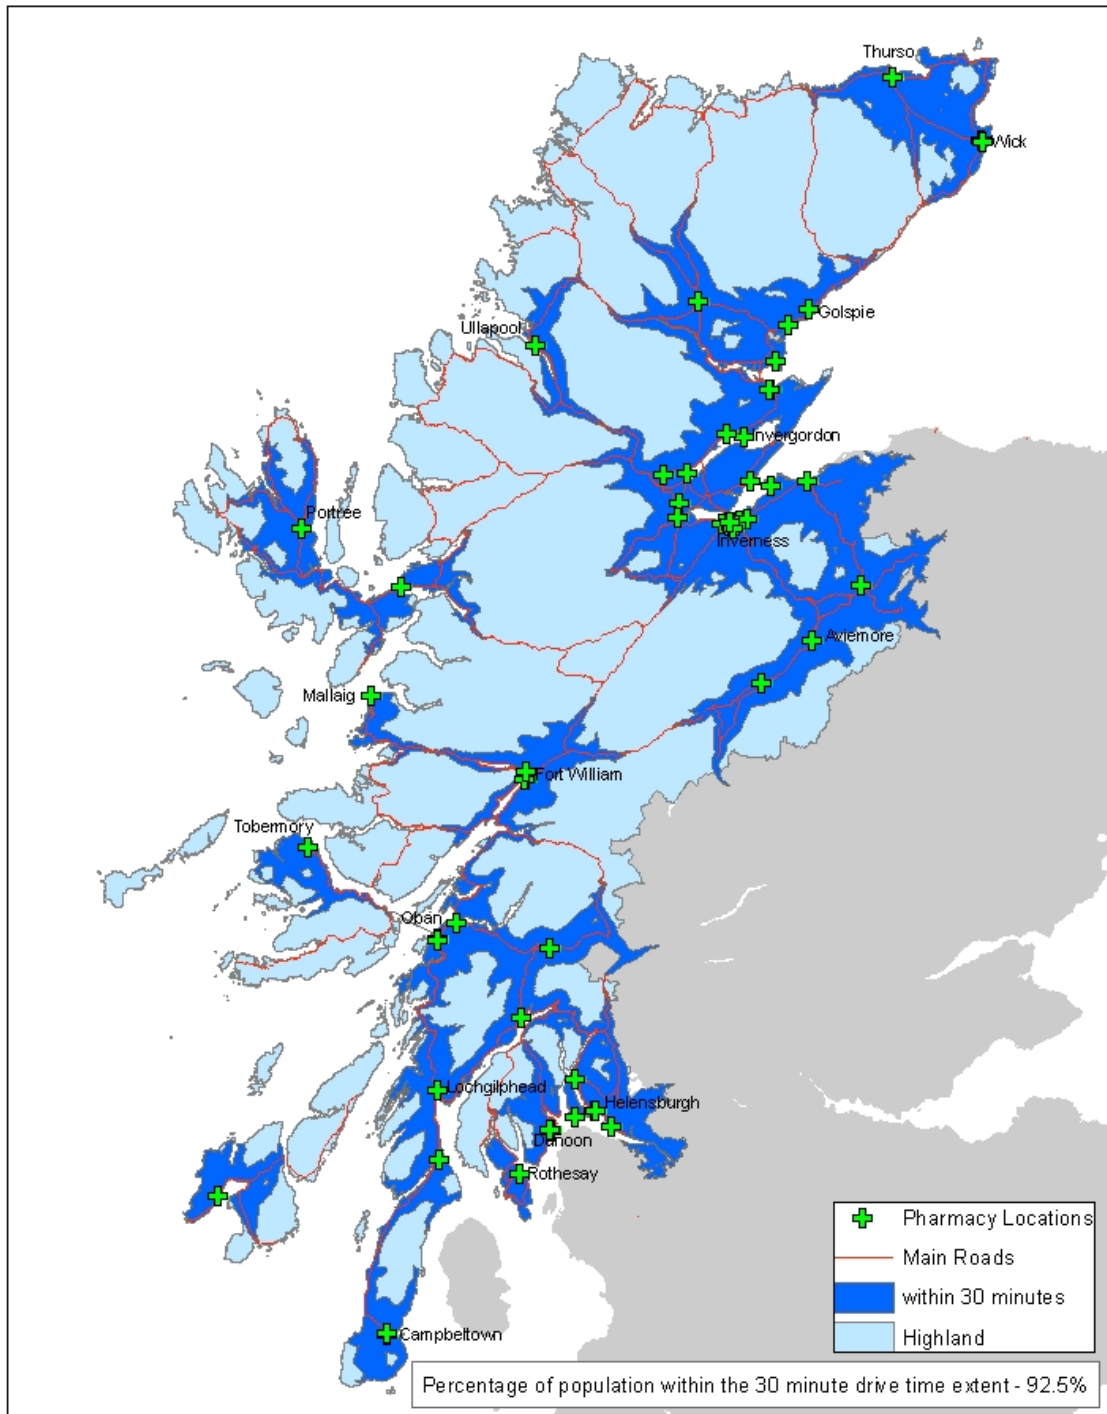 Thurso
Wick
Golspie
Ullapool
Invergordon
Portree
Inverness
Aviemore
Mallaig
Fort William
Tobermory
Oban
Lochgilphead
Helensburgh
Dunoon
Rothesay
Campbeltown
Pharmacy Locations
Main Roads
within 30 minutes
Highland
Percentage of population within the 30 minute drive time extent - 92.5%